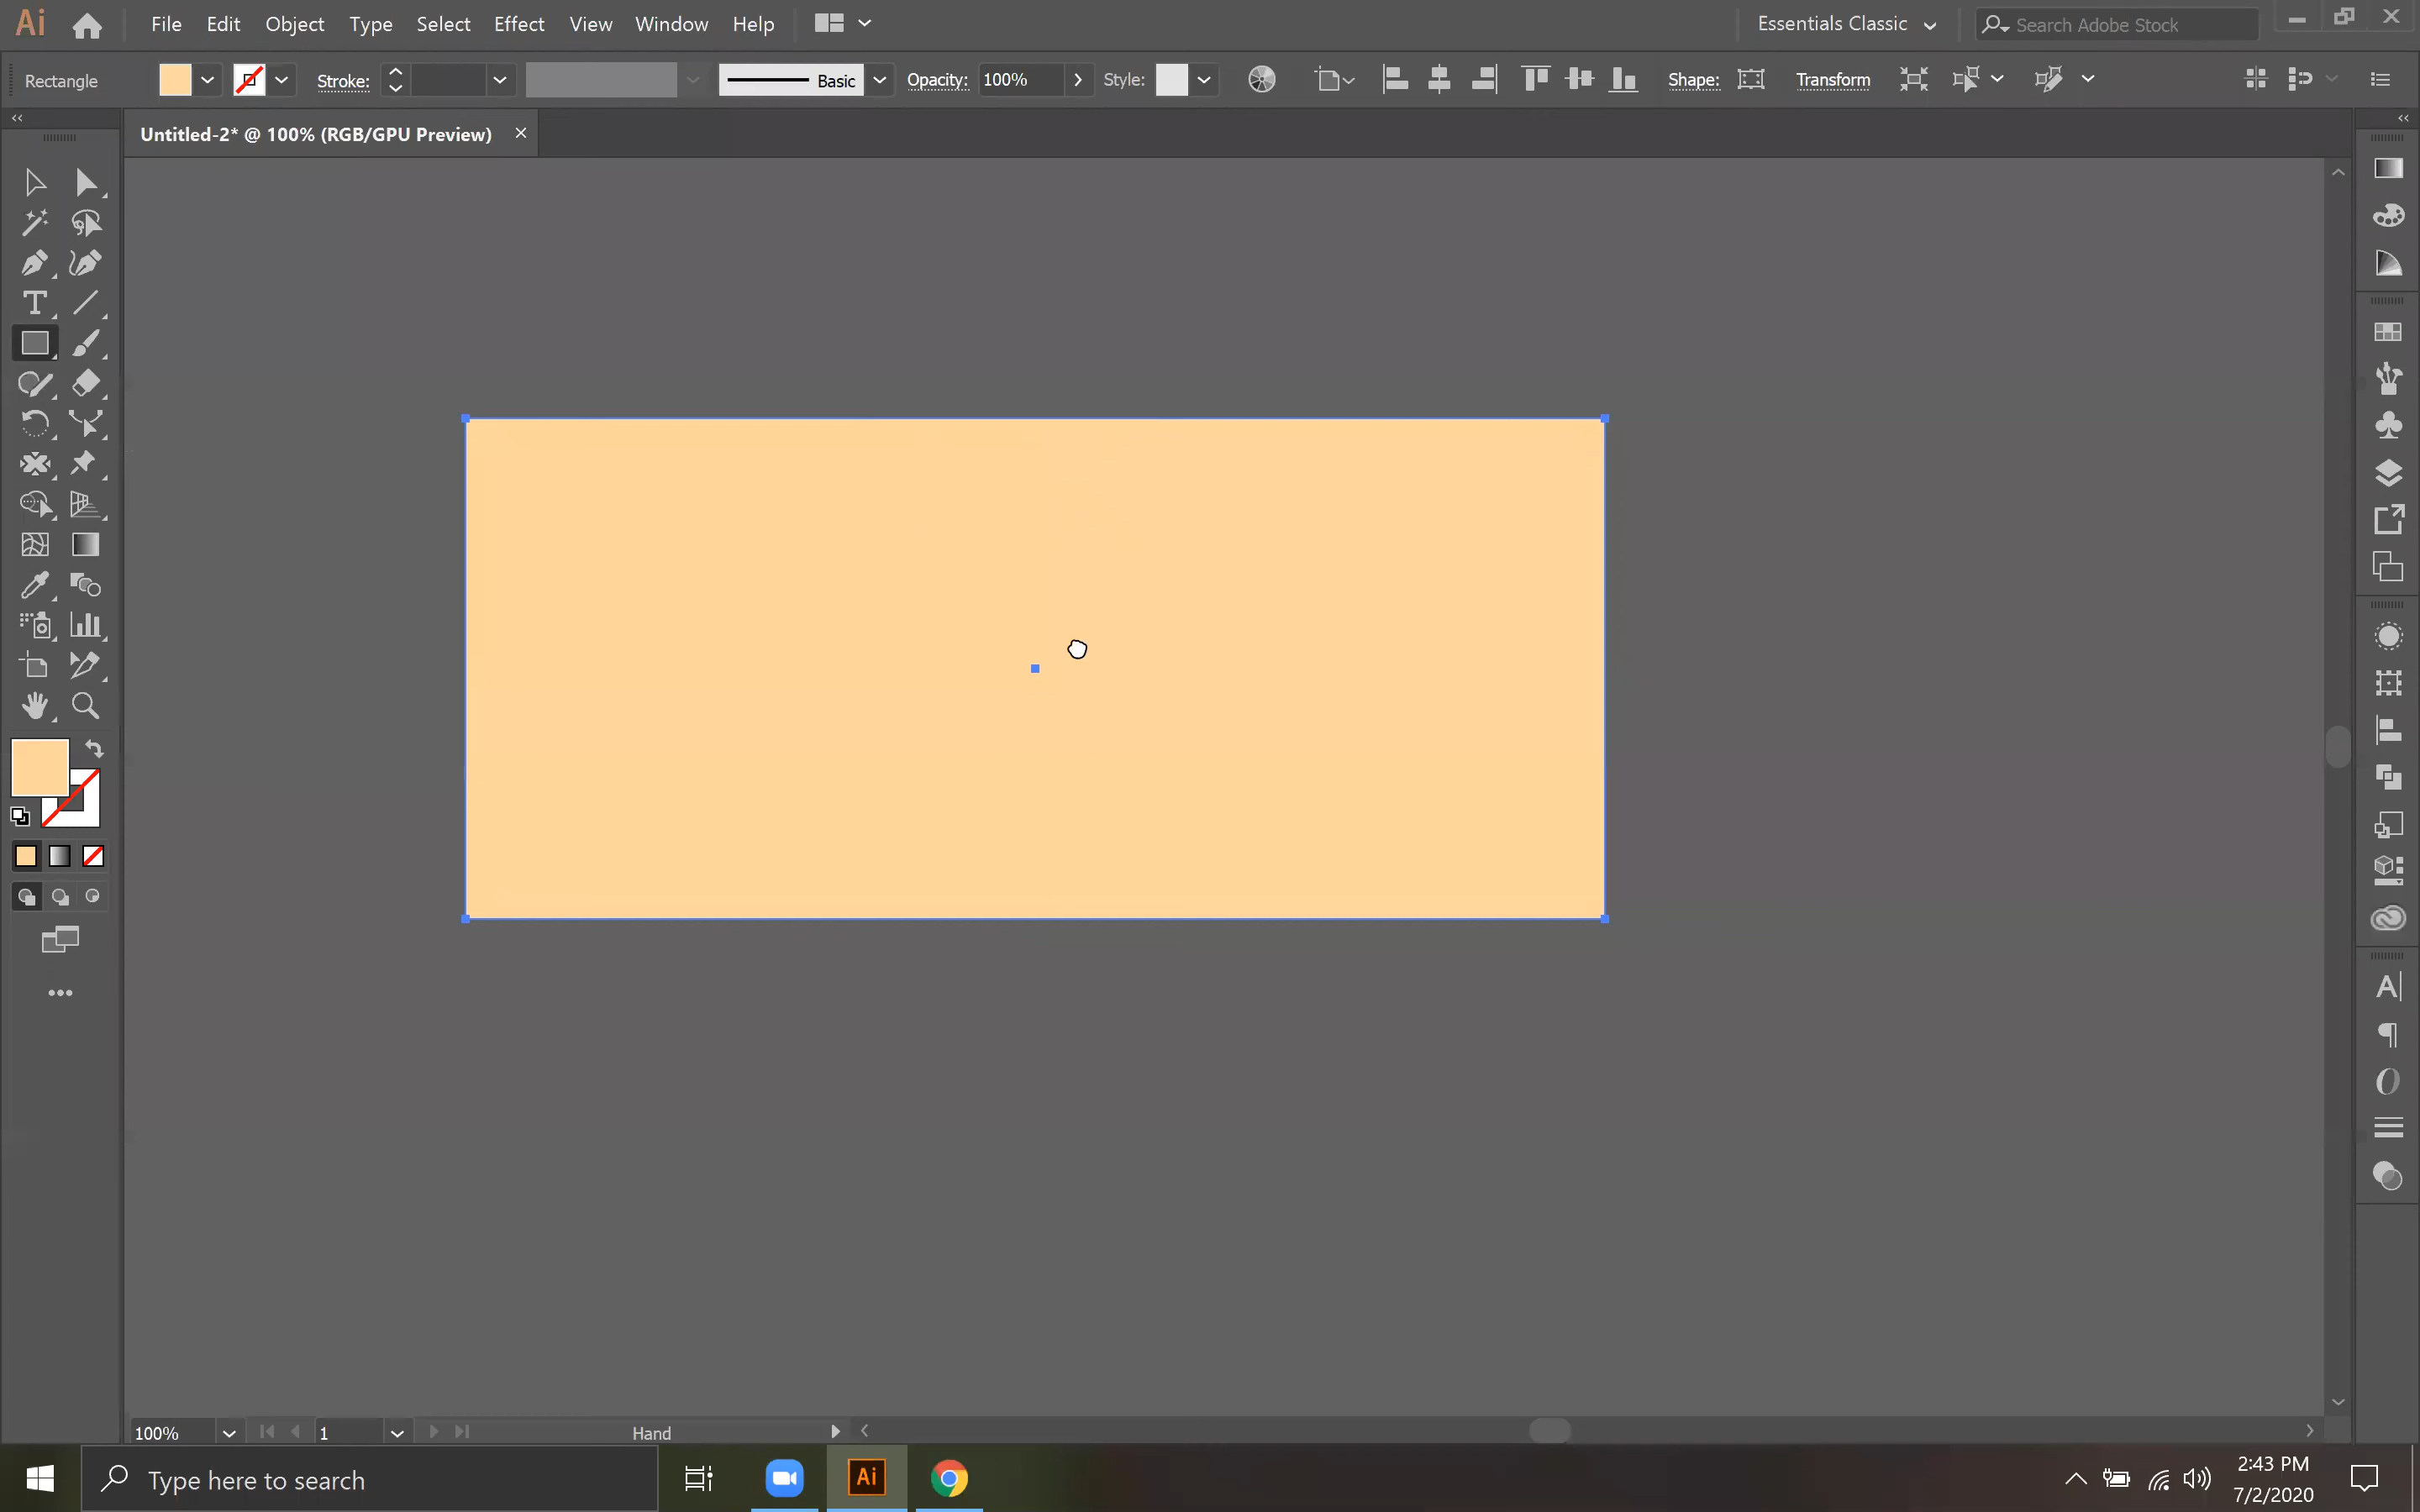 Ai File Edit Object Type Select Effect View Window Help Essentials Classic Search Adobe Stock
Rectangle Stroke: Basic Opacity: 100% Style: Shape: Transform
Untitled-2* @ 100% (RGB/GPU Preview)
100% 1 Hand
Type here to search Ai 2:43 PM
7/2/2020